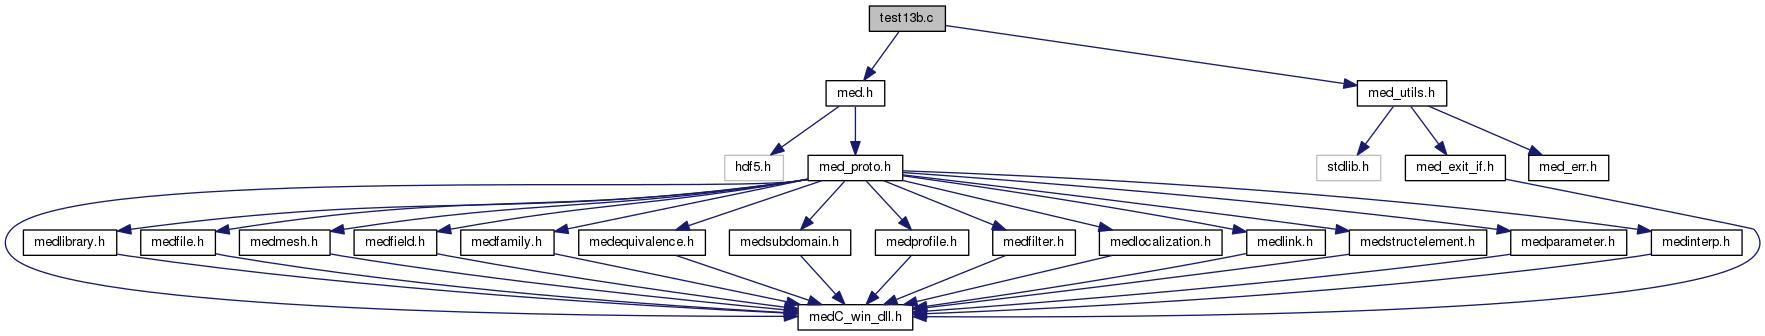 test13b.c
med.h
med_utils.h
hdf5.h
med_proto.h
stdlib.h
med_exit_if.h
med_err.h
medlibrary.h
medfile.h
medmesh.h
medfield.h
medfamily.h
medequivalence.h
medsubdomain.h
medprofile.h
medfilter.h
medlocalization.h
medlink.h
medstructelement.h
medparameter.h
medinterp.h
medC_win_dll.h